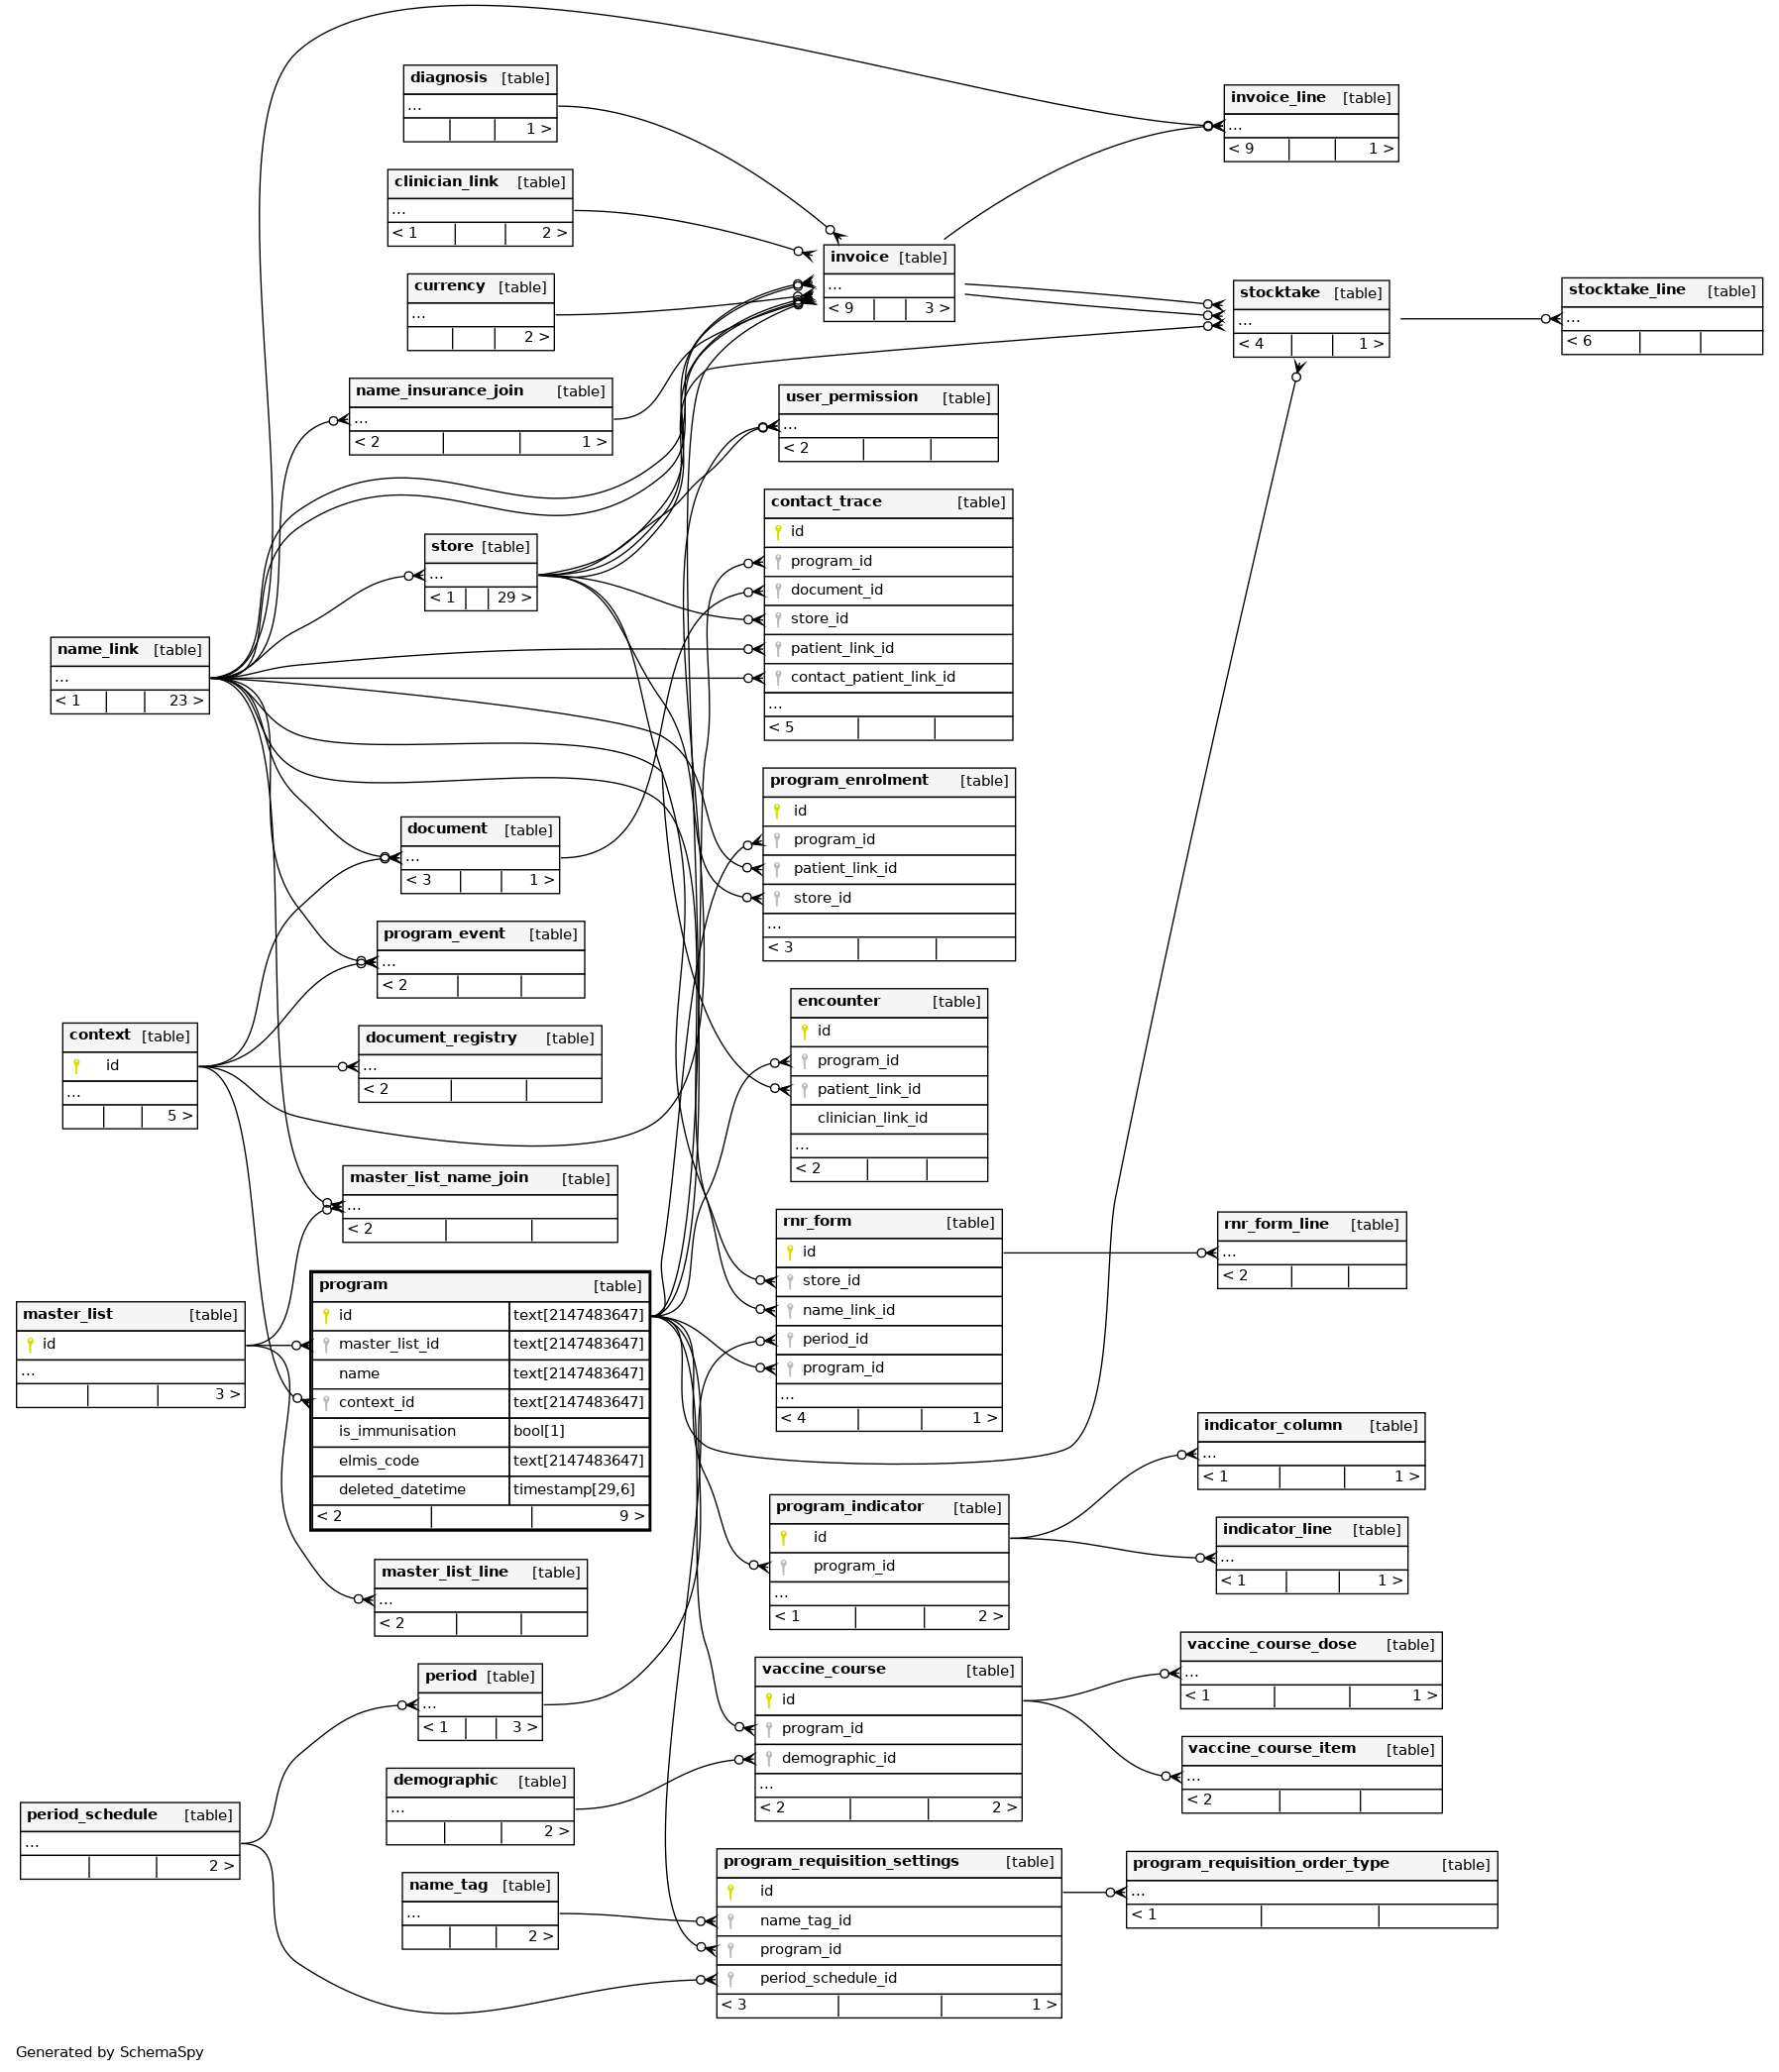 diagnosis [table]
...
1 >
clinician_link [table]
...
< 1 2 >
currency [table]
...
2 >
name_insurance_join [table]
...
< 2 1 >
store [table]
...
< 1 29 >
name_link [table]
...
< 1 23 >
document [table]
...
< 3 1 >
program_event [table]
...
< 2
context [table]
id
...
5 >
document_registry [table]
...
< 2
master_list_name_join [table]
...
< 2
master_list [table]
id
...
3 >
program [table]
id text[2147483647]
master_list_id text[2147483647]
name text[2147483647]
context_id text[2147483647]
is_immunisation bool[1]
elmis_code text[2147483647]
deleted_datetime timestamp[29,6]
< 2 9 >
master_list_line [table]
...
< 2
period [table]
...
< 1 3 >
demographic [table]
...
2 >
period_schedule [table]
...
2 >
name_tag [table]
...
2 >
invoice [table]
...
< 9 3 >
user_permission [table]
...
< 2
contact_trace [table]
id
program_id
document_id
store_id
patient_link_id
contact_patient_link_id
...
< 5
program_enrolment [table]
id
program_id
patient_link_id
store_id
...
< 3
encounter [table]
id
program_id
patient_link_id
clinician_link_id
...
< 2
rnr_form [table]
id
store_id
name_link_id
period_id
program_id
...
< 4 1 >
program_indicator [table]
id
program_id
...
< 1 2 >
vaccine_course [table]
id
program_id
demographic_id
...
< 2 2 >
program_requisition_settings [table]
id
name_tag_id
program_id
period_schedule_id
< 3 1 >
invoice_line [table]
...
< 9 1 >
stocktake [table]
...
< 4 1 >
stocktake_line [table]
...
< 6
rnr_form_line [table]
...
< 2
indicator_column [table]
...
< 1 1 >
indicator_line [table]
...
< 1 1 >
vaccine_course_dose [table]
...
< 1 1 >
vaccine_course_item [table]
...
< 2
program_requisition_order_type [table]
...
< 1
Generated by SchemaSpy